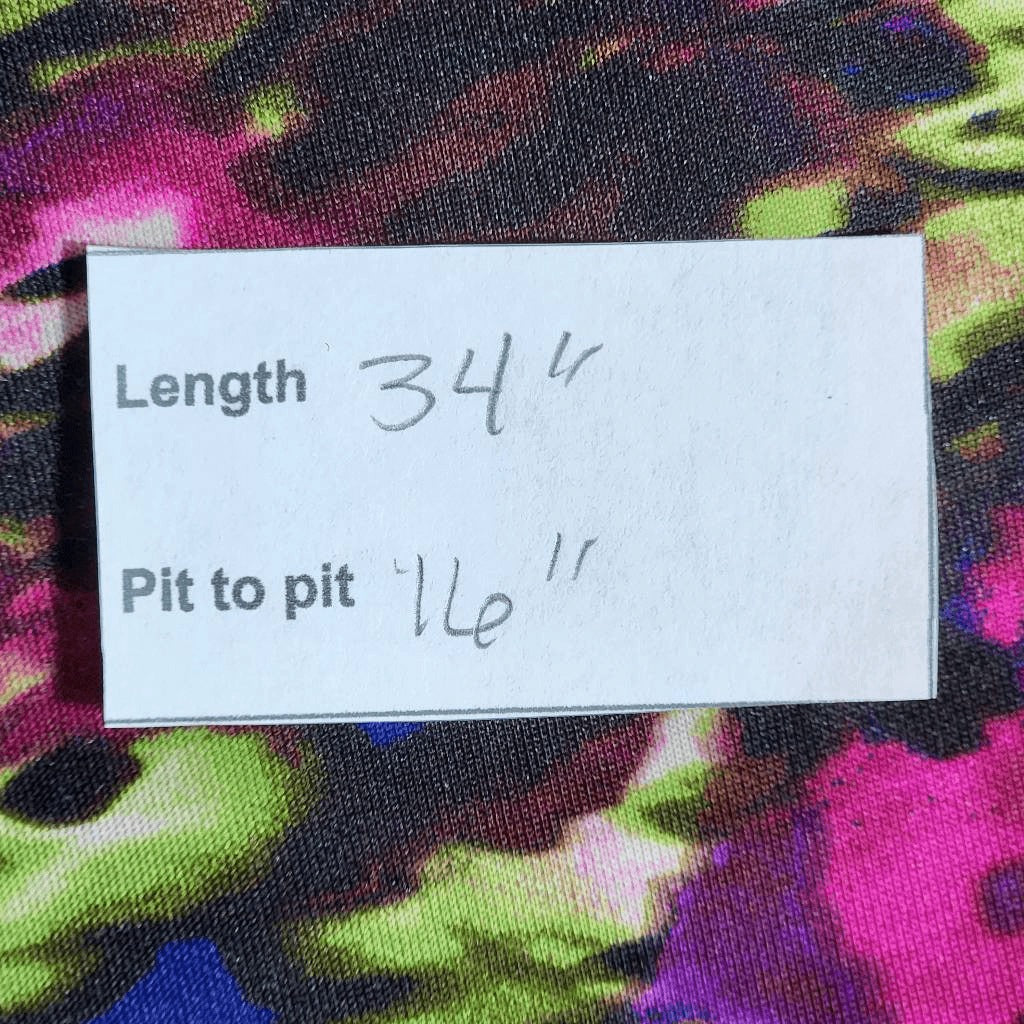 Length 34"
Pit to pit 16"